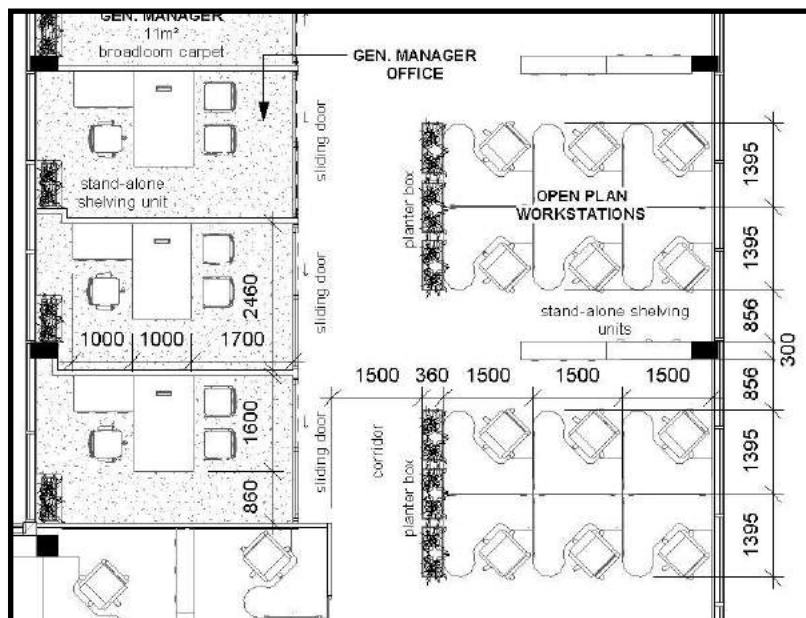 GEN. MANAGER
11m²
broadloom carpet
GEN. MANAGER
OFFICE
sliding door
stand-alone
shelving unit
planter box
OPEN PLAN
WORKSTATIONS
1395
1395
sliding door
2460
1000
1000
1700
stand-alone shelving
units
856
300
856
1500
360
1500
1500
1500
sliding door
1600
860
corridor
planter box
1395
1395